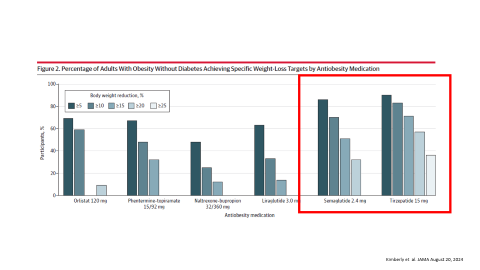 Figure 2. Percentage of Adults With Obesity Without Diabetes Achieving Specific Weight-Loss Targets by Antiobesity Medication
100
80
60
40
20
0
Participants, %
Body weight reduction, %
≥5 ≥10 ≥15 ≥20 ≥25
Orlistat 120 mg
Phentermine-topiramate
15/92 mg
Naltrexone-bupropion
32/360 mg
Liraglutide 3.0 m
Semaglutide 2.4 mg
Tirzepatide 15 mg
Antiobesity medication
Kimberly et. al. JAMA August 20, 2024